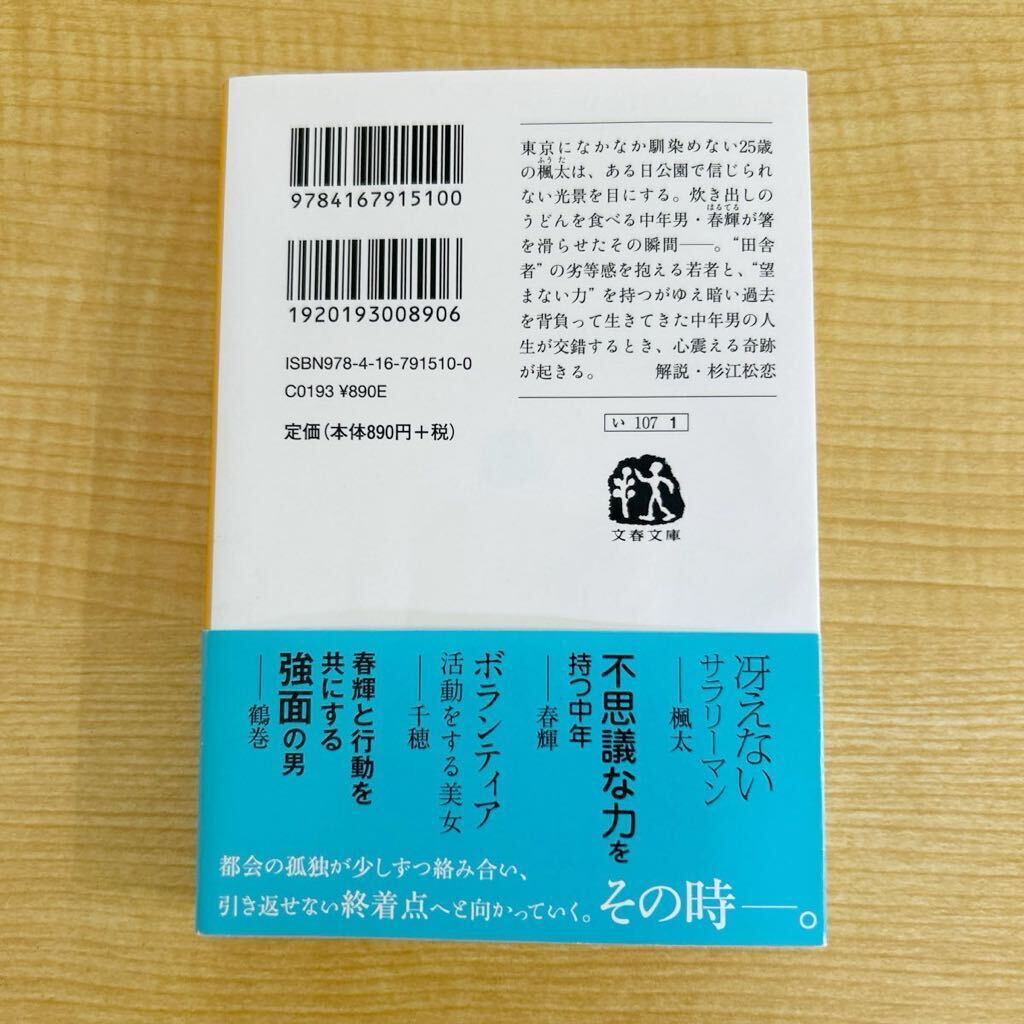 9784167915100
1920193008906
ISBN978-4-16-791510-0
C0193 ¥890E
定価(本体890円+税)
東京になかなか馴染めない25歳
の楓太は、ある日公園で信じられ
ない光景を目にする。炊き出しの
うどんを食べる中年男・春輝が箸
を滑らせたその瞬間――。“田舎
者”の劣等感を抱える若者と、“望
まない力”を持つがゆえ暗い過去
を背負って生きてきた中年男の人
生が交錯するとき、心震える奇跡
が起きる。 解説・杉江松恋
ふうた
はるてる
い 107 1
文春文庫
冴えない
サラリーマン
――楓太
不思議な力を
持つ中年
――春輝
ボランティア
活動をする美女
――千穂
春輝と行動を
共にする
強面の男
――鶴巻
都会の孤独が少しずつ絡み合い、
引き返せない終着点へと向かっていく。その時――。